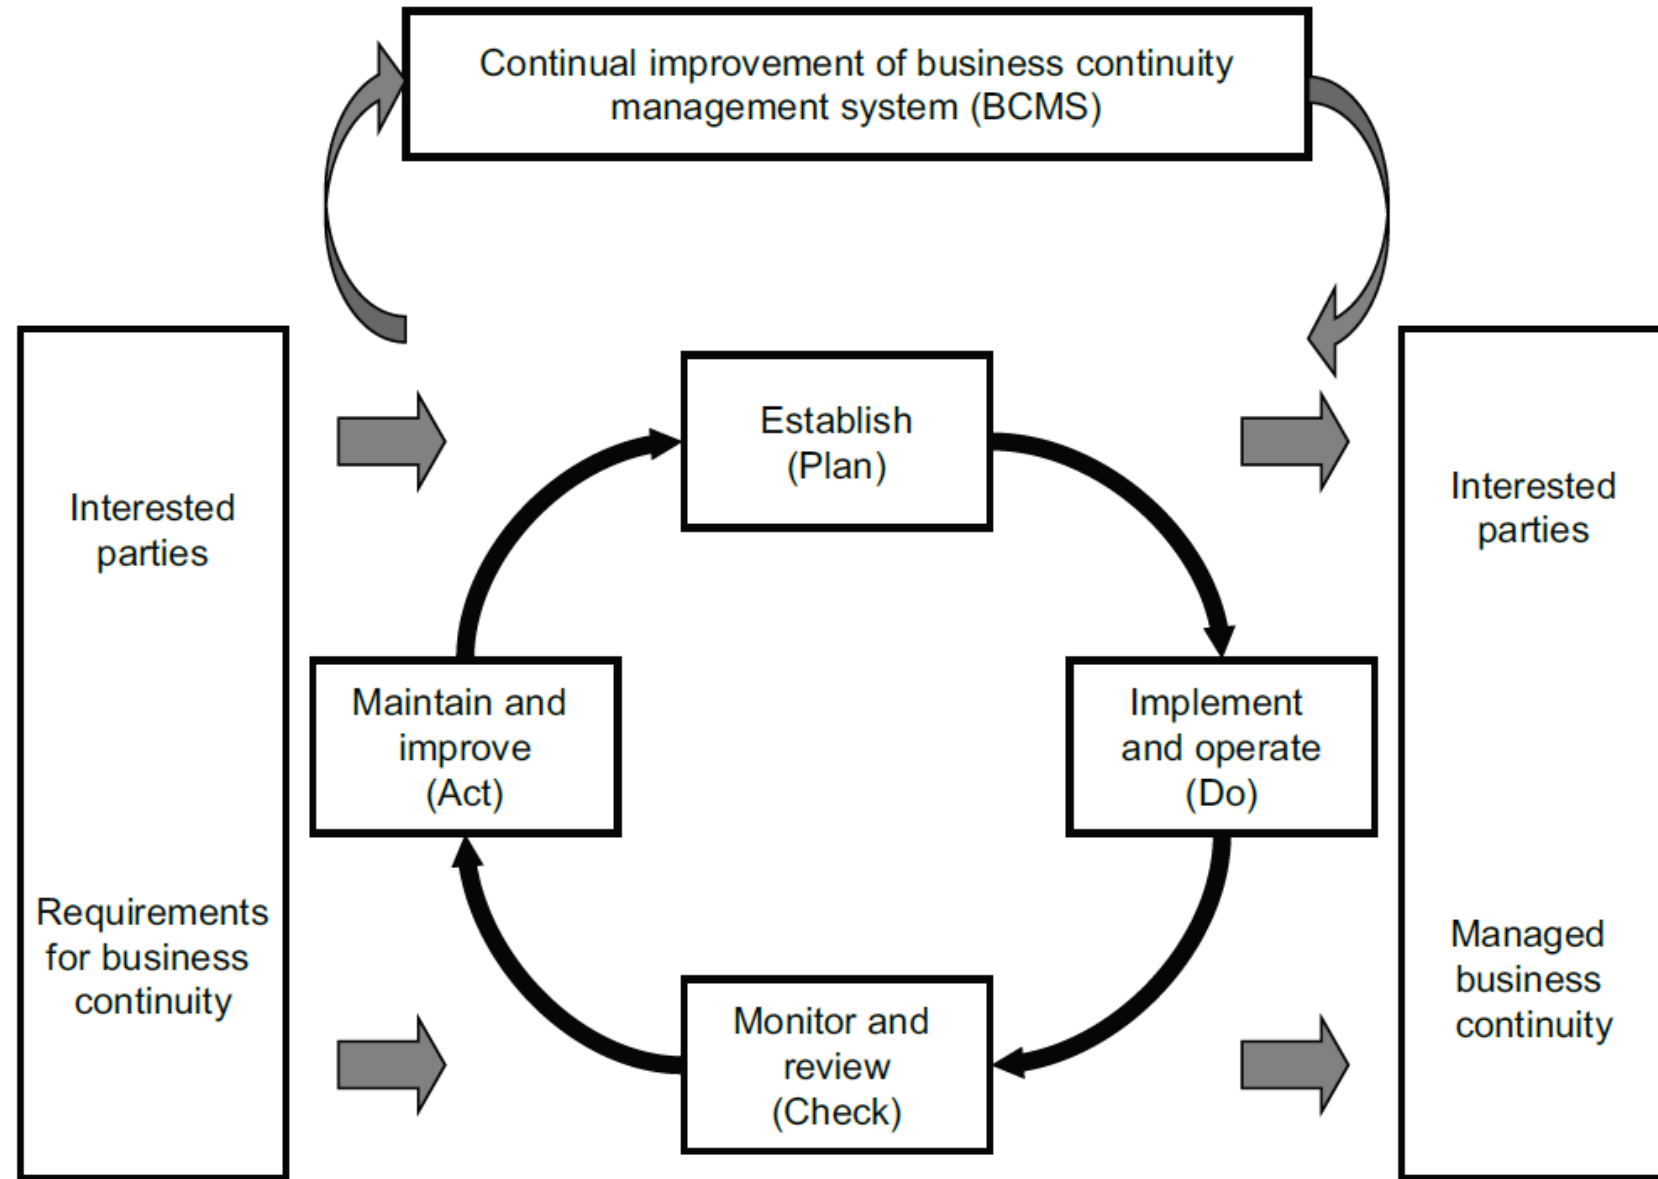 Continual improvement of business continuity
management system (BCMS)
Establish
(Plan)
Interested
parties
Interested
parties
Maintain and
improve
(Act)
Implement
and operate
(Do)
Requirements
for business
continuity
Managed
business
continuity
Monitor and
review
(Check)